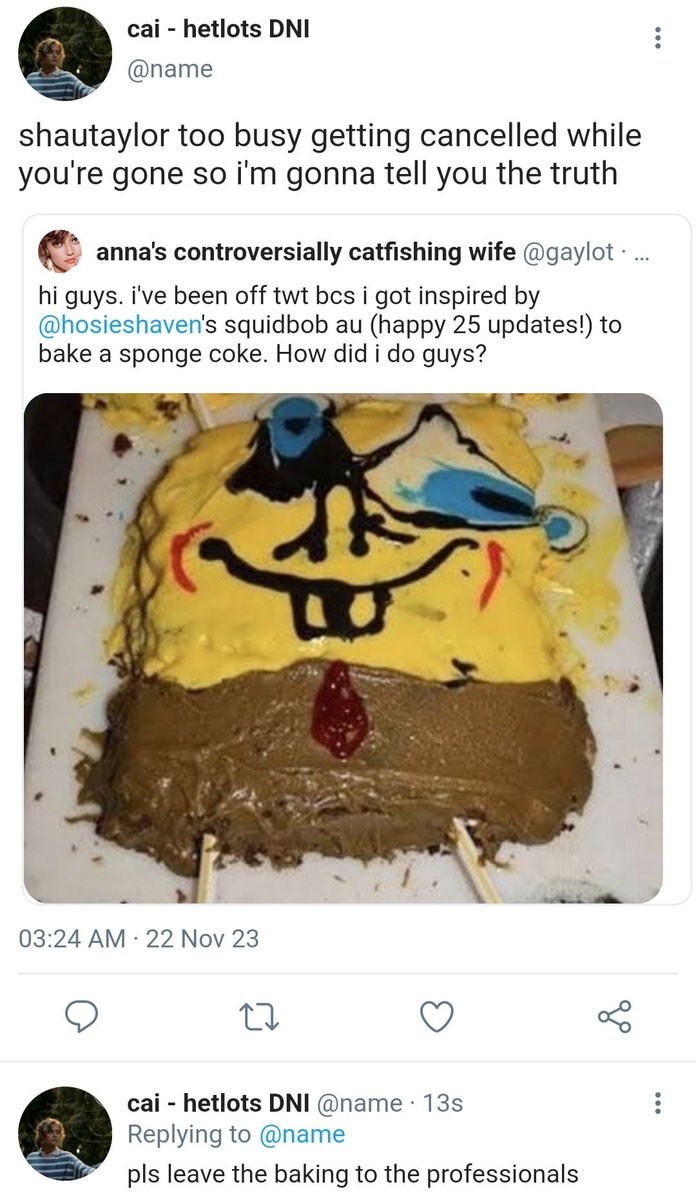 cai - hetlots DNI
@name
shautaylor too busy getting cancelled while
you're gone so i'm gonna tell you the truth
anna's controversially catfishing wife @gaylot · ...
hi guys. i've been off twt bcs i got inspired by
@hosieshaven's squidbob au (happy 25 updates!) to
bake a sponge coke. How did i do guys?
03:24 AM · 22 Nov 23
cai - hetlots DNI @name · 13s
Replying to @name
pls leave the baking to the professionals